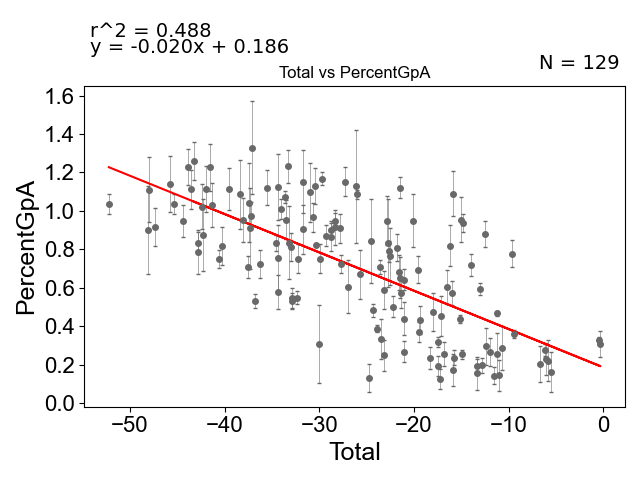 r^2 = 0.488
y = -0.020x + 0.186
N = 129
Total vs PercentGpA
1.6
1.4
1.2
1.0
0.8
0.6
0.4
0.2
0.0
PercentGpA
−50 −40 −30 −20 −10 0
Total